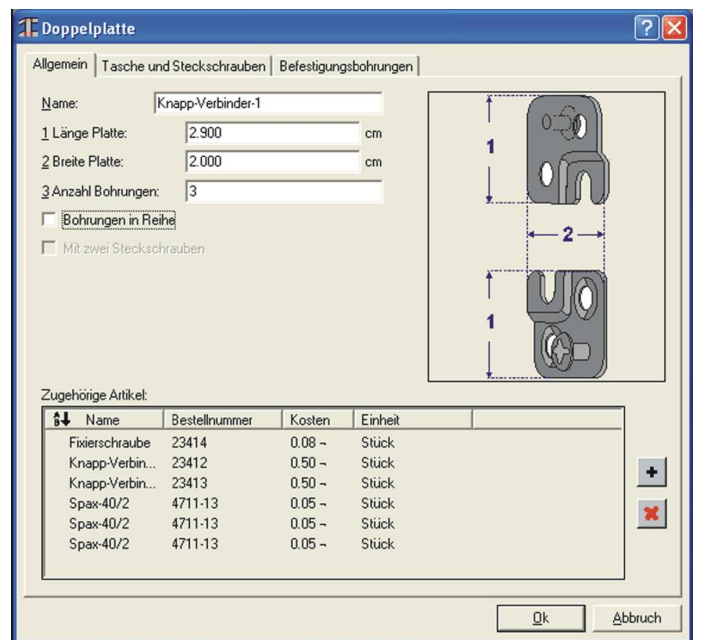 Doppelplatte
Allgemein Tasche und Steckschrauben Befestigungsbohrungen
Name: Knapp-Verbinder-1
1 Länge Platte: 2.900 cm
2 Breite Platte: 2.000 cm
3 Anzahl Bohrungen: 3
Bohrungen in Reihe
Mit zwei Steckschrauben
1
2
1
Zugehörige Artikel:
Name Bestellnummer Kosten Einheit
Fixierschraube 23414 0.08 ¬ Stück
Knapp-Verbin... 23412 0.50 ¬ Stück
Knapp-Verbin... 23413 0.50 ¬ Stück
Spax-40/2 4711-13 0.05 ¬ Stück
Spax-40/2 4711-13 0.05 ¬ Stück
Spax-40/2 4711-13 0.05 ¬ Stück
Ok Abbruch